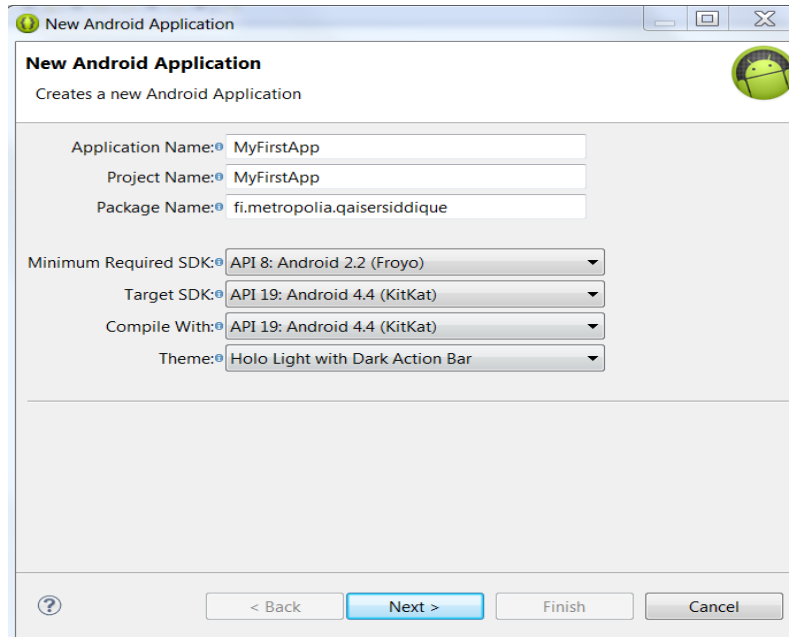 New Android Application
New Android Application
Creates a new Android Application
Application Name: MyFirstApp
Project Name: MyFirstApp
Package Name: fi.metropolia.qaisersiddique
Minimum Required SDK: API 8: Android 2.2 (Froyo)
Target SDK: API 19: Android 4.4 (KitKat)
Compile With: API 19: Android 4.4 (KitKat)
Theme: Holo Light with Dark Action Bar
? < Back Next > Finish Cancel